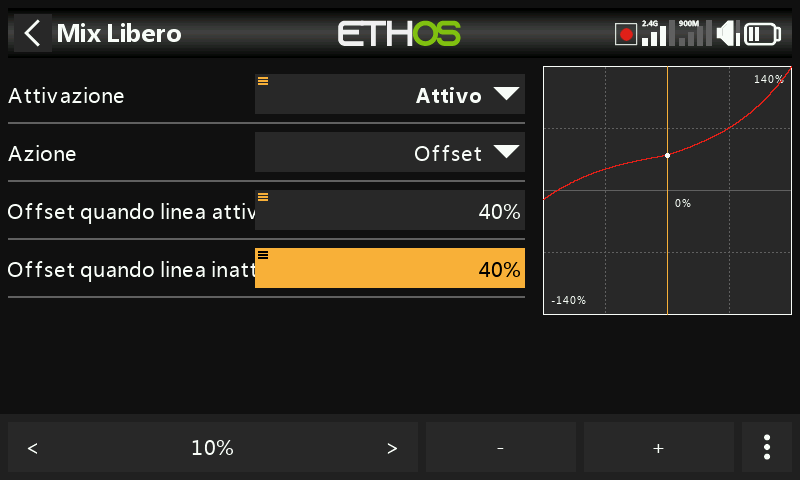 Mix Libero
ETHOS
2.4G
900M
Attivazione
Attivo
Azione
Offset
Offset quando linea attiv
40%
Offset quando linea inatt
40%
140%
0%
-140%
<
10%
>
-
+